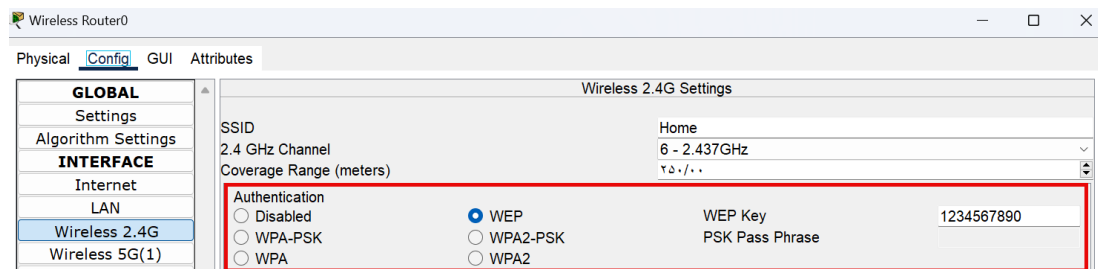 Wireless Router0
Physical Config GUI Attributes
GLOBAL
Settings
Algorithm Settings
INTERFACE
Internet
LAN
Wireless 2.4G
Wireless 5G(1)
Wireless 2.4G Settings
SSID Home
2.4 GHz Channel 6 - 2.437GHz
Coverage Range (meters) ۲۵۰/۰۰
Authentication
Disabled WEP WEP Key 1234567890
WPA-PSK WPA2-PSK PSK Pass Phrase
WPA WPA2